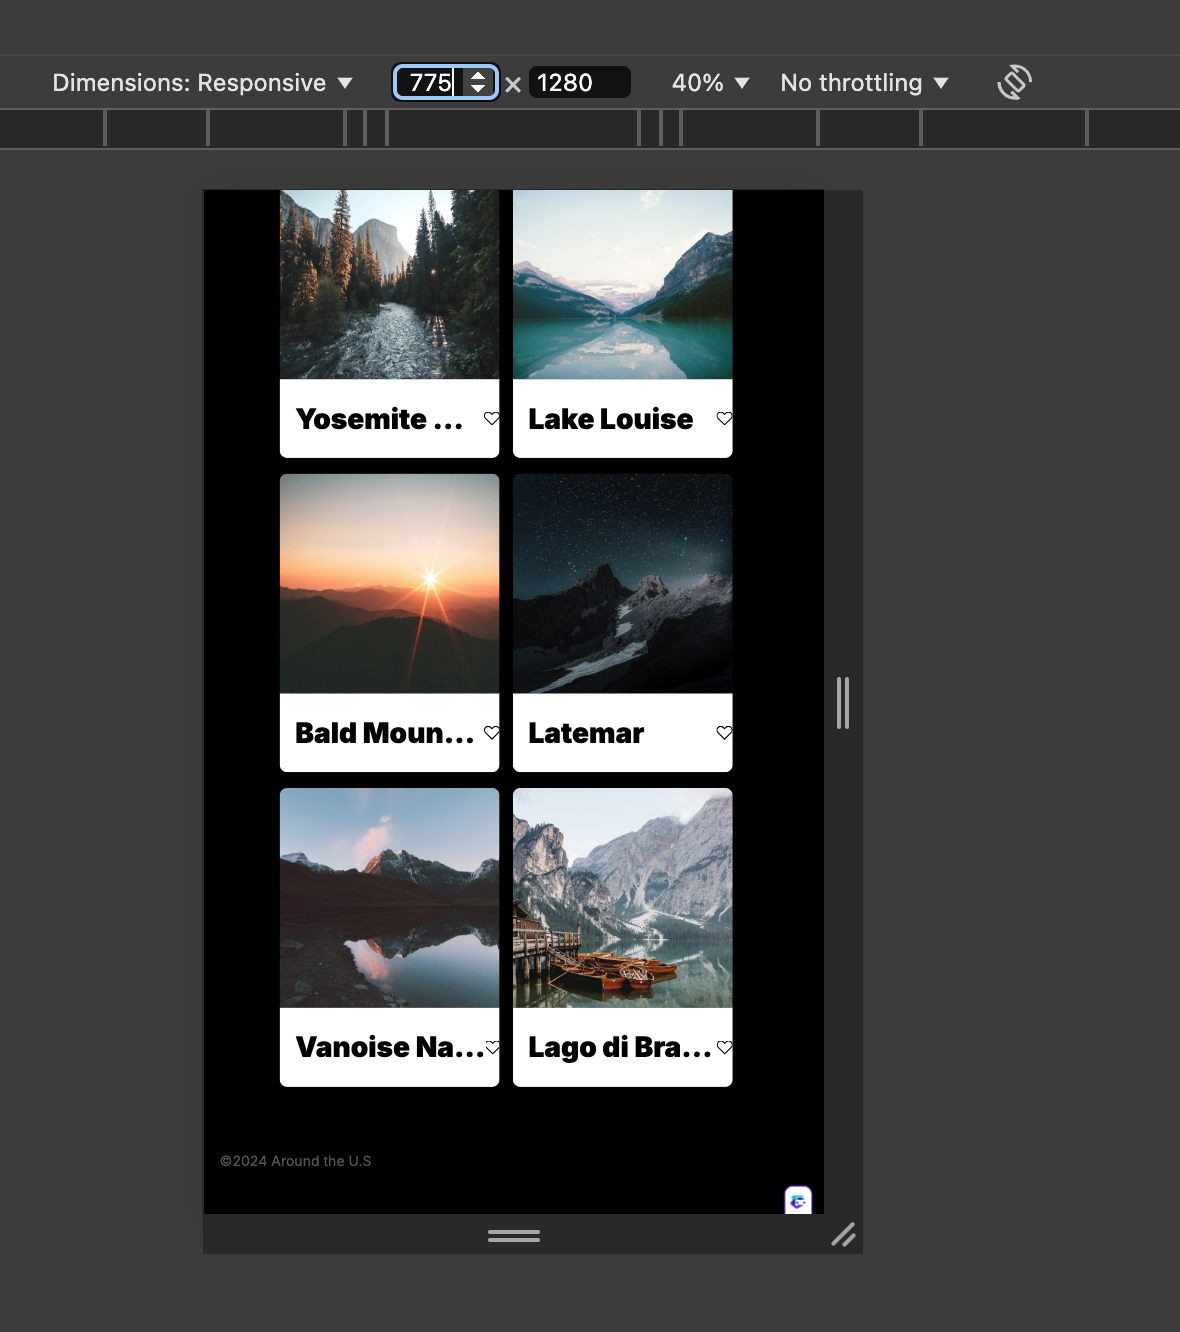 Dimensions: Responsive ▼ 775 × 1280 40% ▼ No throttling ▼
Yosemite ... Lake Louise
Bald Moun... Latemar
Vanoise Na... Lago di Bra...
©2024 Around the U.S